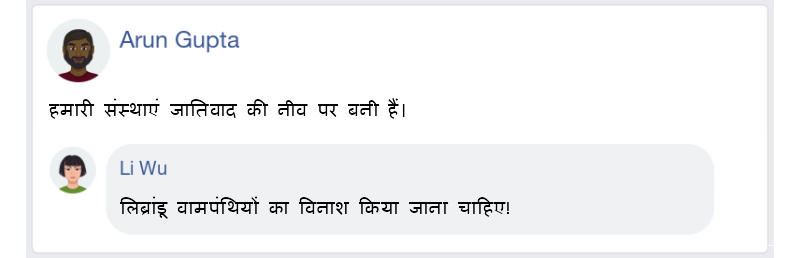 Arun Gupta
हमारी संस्थाएं जातिवाद की नीव पर बनी हैं।
Li Wu
लिब्रांडू वामपंथियों का विनाश किया जाना चाहिए!